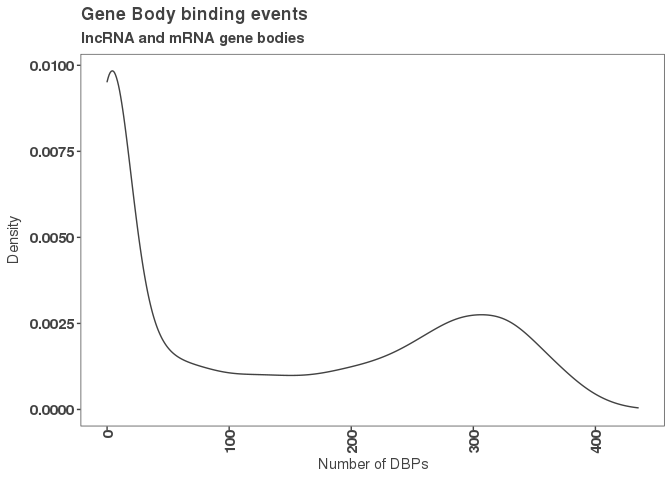 Gene Body binding events
lncRNA and mRNA gene bodies
0.0100
0.0075
0.0050
0.0025
0.0000
Density
0
100
200
300
400
Number of DBPs